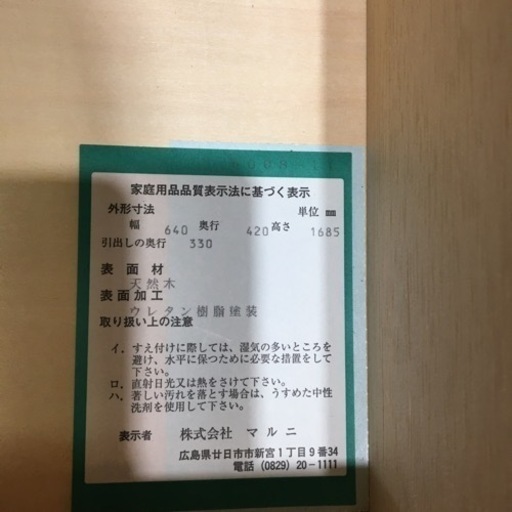 家庭用品品質表示法に基づく表示
外形寸法 単位 mm
幅 640 奥行 420 高さ 1685
引出しの奥行 330
表面材
天然木
表面加工
ウレタン樹脂塗装
取り扱い上の注意
イ．すえ付けに際しては、湿気の多いところを
避け、水平に保つために必要な措置をして
下さい。
ロ．直射日光又は熱をさけて下さい。
ハ．著しい汚れを落とす場合は、うすめた中性
洗剤を使用して下さい。
表示者 株式会社 マルニ
広島県廿日市市新宮1丁目9番34
電話 (0829) 20-1111